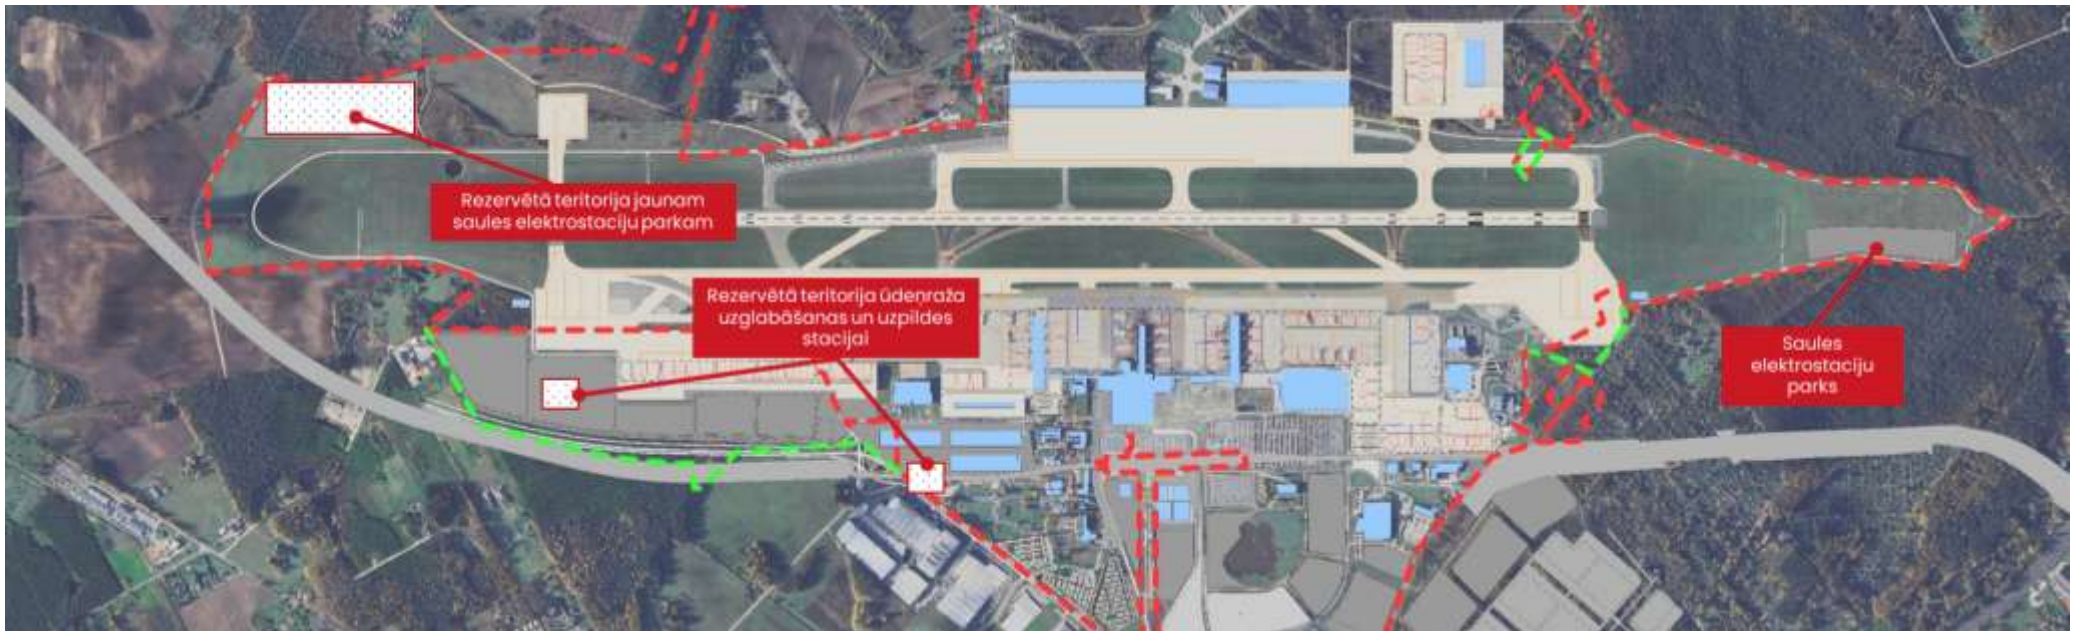 Rezervētā teritorija jaunam
saules elektrostaciju parkam
Rezervētā teritorija ūdeņraža
uzglabāšanas un uzpildes
stacijai
Saules
elektrostaciju
parks